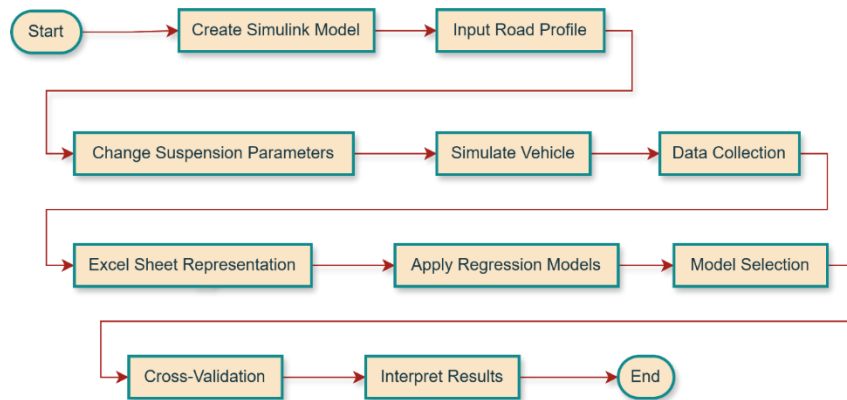 Start
Create Simulink Model
Input Road Profile
Change Suspension Parameters
Simulate Vehicle
Data Collection
Excel Sheet Representation
Apply Regression Models
Model Selection
Cross-Validation
Interpret Results
End